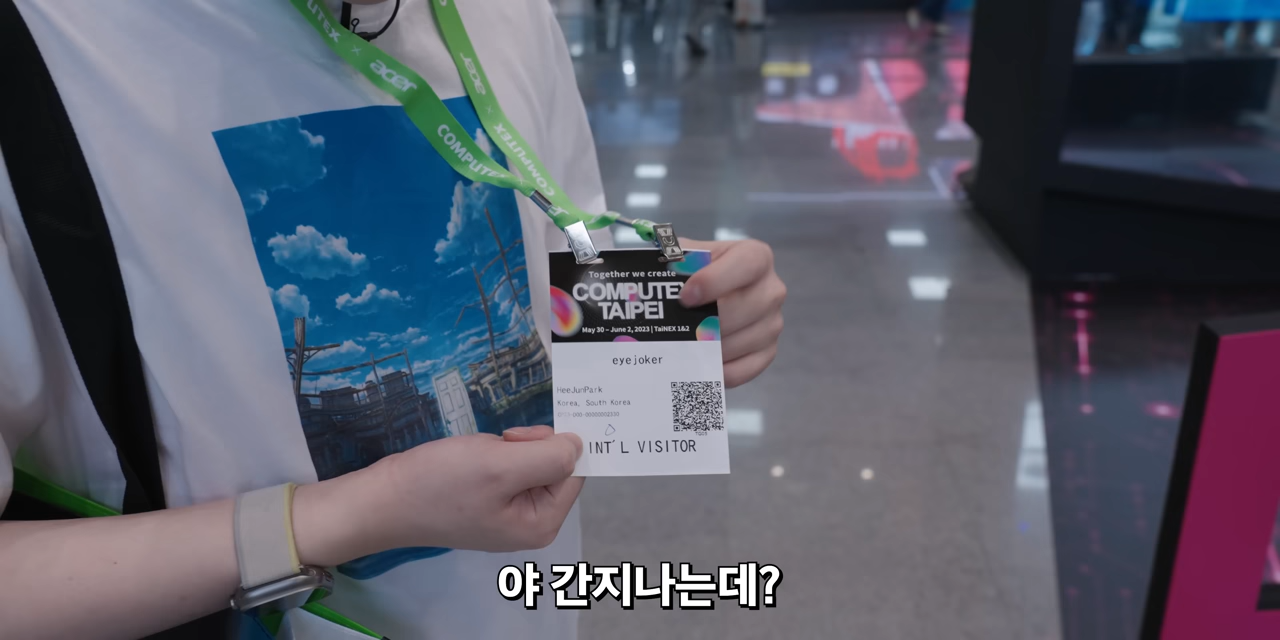 acer
acer
COMPUTEX
COMPUTEX
Together we create
COMPUTEX
TAIPEI
May 30 – June 2, 2023 | TaiNEX 1&2
eyejoker
HeeJunPark
Korea, South Korea
INT'L VISITOR
야 간지나는데?